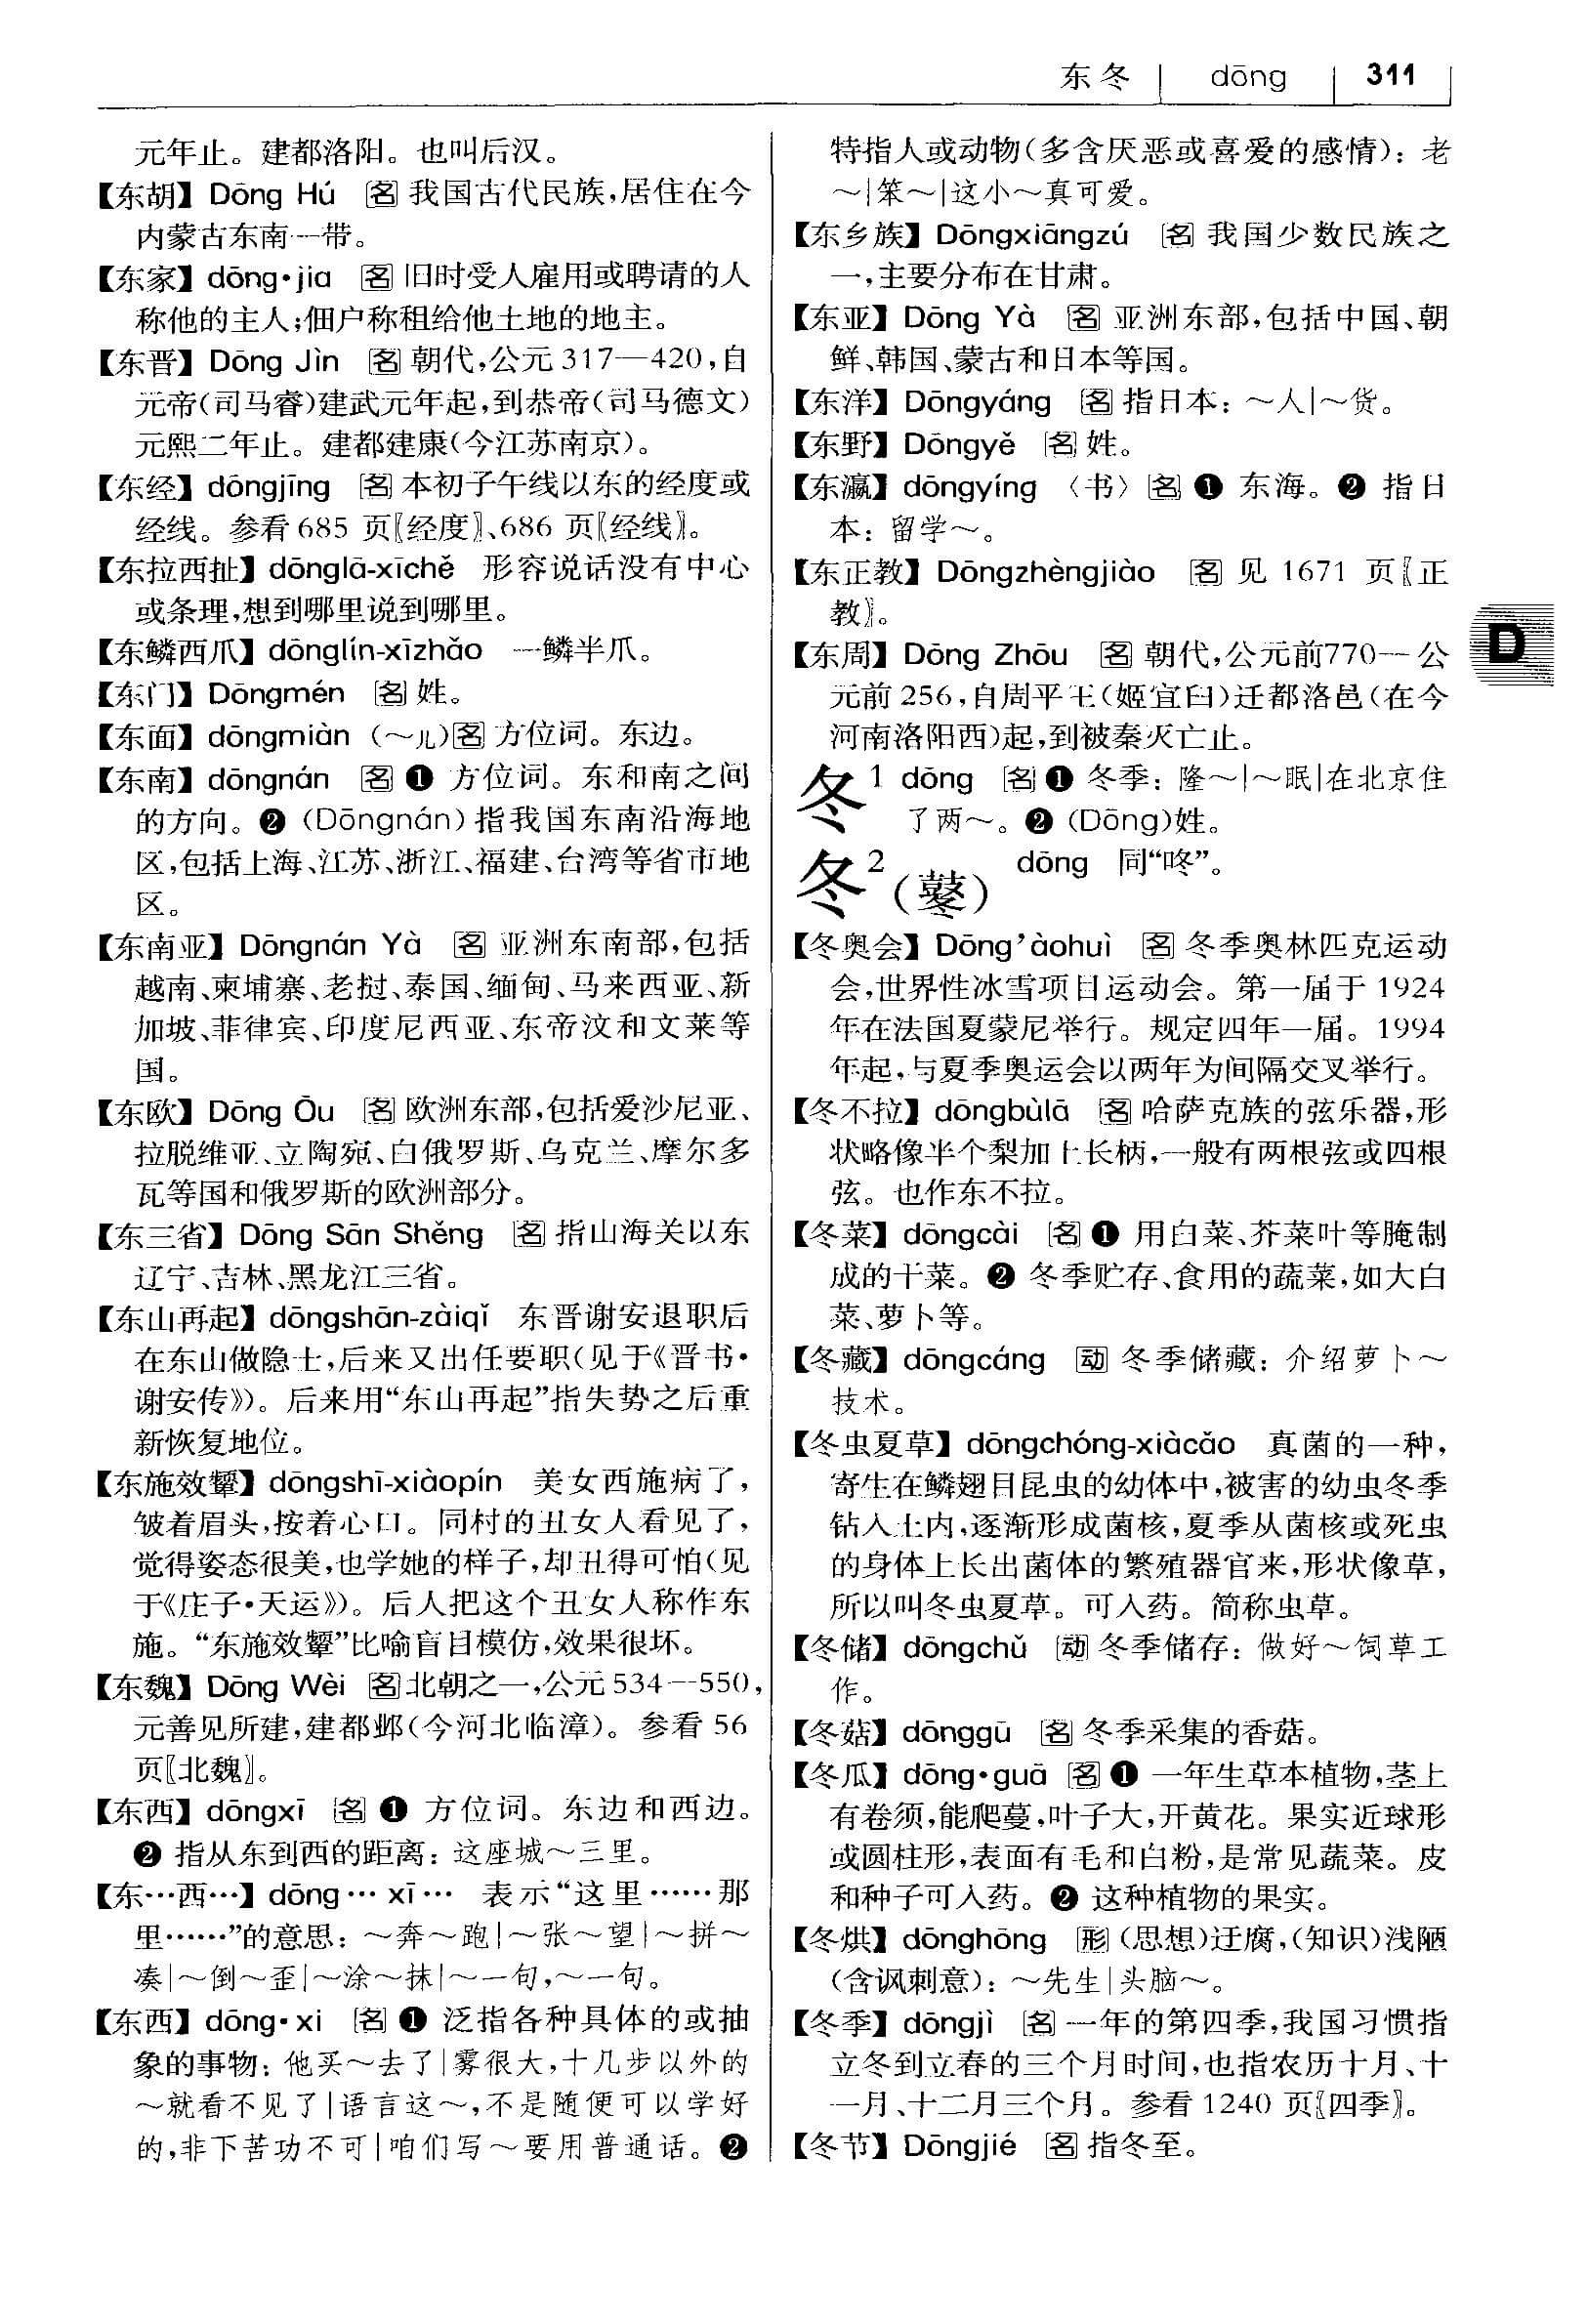 东冬 dōng 311
元年止。建都洛阳。也叫后汉。
【东胡】Dōng Hú 名 我国古代民族,居住在今
内蒙古东南一带。
【东家】dōng·jia 名 旧时受人雇用或聘请的人
称他的主人;佃户称租给他土地的地主。
【东晋】Dōng Jìn 名 朝代,公元317—420,自
元帝(司马睿)建武元年起,到恭帝(司马德文)
元熙二年止。建都建康(今江苏南京)。
【东经】dōngjīng 名 本初子午线以东的经度或
经线。参看685 页〖经度〗、686 页〖经线〗。
【东拉西扯】dōnglā-xīchě 形容说话没有中心
或条理,想到哪里说到哪里。
【东鳞西爪】dōnglín-xīzhǎo 一鳞半爪。
【东门】Dōngmén 名 姓。
【东面】dōngmiàn (～儿)名 方位词。东边。
【东南】dōngnán 名 ❶ 方位词。东和南之间
的方向。❷ (Dōngnán)指我国东南沿海地
区,包括上海、江苏、浙江、福建、台湾等省市地
区。
【东南亚】Dōngnán Yà 名 亚洲东南部,包括
越南、柬埔寨、老挝、泰国、缅甸、马来西亚、新
加坡、菲律宾、印度尼西亚、东帝汶和文莱等
国。
【东欧】Dōng Ōu 名 欧洲东部,包括爱沙尼亚、
拉脱维亚、立陶宛、白俄罗斯、乌克兰、摩尔多
瓦等国和俄罗斯的欧洲部分。
【东三省】Dōng Sān Shěng 名 指山海关以东
辽宁、吉林、黑龙江三省。
【东山再起】dōngshān-zàiqǐ 东晋谢安退职后
在东山做隐士,后来又出任要职(见于《晋书·
谢安传》)。后来用“东山再起”指失势之后重
新恢复地位。
【东施效颦】dōngshī-xiàopín 美女西施病了,
皱着眉头,按着心口。同村的丑女人看见了,
觉得姿态很美,也学她的样子,却丑得可怕(见
于《庄子·天运》)。后人把这个丑女人称作东
施。“东施效颦”比喻盲目模仿,效果很坏。
【东魏】Dōng Wèi 名 北朝之一,公元534—550,
元善见所建,建都邺(今河北临漳)。参看56
页〖北魏〗。
【东西】dōngxī 名 ❶ 方位词。东边和西边。
❷ 指从东到西的距离:这座城～三里。
【东…西…】dōng…xī… 表示“这里……那
里……”的意思:～奔～跑|～张～望|～拼～
凑|～倒～歪|～涂～抹|～一句,～一句。
【东西】dōng·xi 名 ❶ 泛指各种具体的或抽
象的事物:他买～去了|雾很大,十几步以外的
～就看不见了|语言这～,不是随便可以学好
的,非下苦功不可|咱们写～要用普通话。❷
特指人或动物(多含厌恶或喜爱的感情):老
～|笨～|这小～真可爱。
【东乡族】Dōngxiāngzú 名 我国少数民族之
一,主要分布在甘肃。
【东亚】Dōng Yà 名 亚洲东部,包括中国、朝
鲜、韩国、蒙古和日本等国。
【东洋】Dōngyáng 名 指日本:～人|～货。
【东野】Dōngyě 名 姓。
【东瀛】dōngyíng 〈书〉名 ❶ 东海。❷ 指日
本:留学～。
【东正教】Dōngzhèngjiào 名 见 1671 页〖正
教〗。
【东周】Dōng Zhōu 名 朝代,公元前770—公
元前256,自周平王(姬宜臼)迁都洛邑(在今
河南洛阳西)起,到被秦灭亡止。
冬1 dōng 名 ❶ 冬季:隆～|～眠|在北京住
了两～。❷ (Dōng)姓。
冬2(鼕) dōng 同“咚”。
【冬奥会】Dōng’àohuì 名 冬季奥林匹克运动
会,世界性冰雪项目运动会。第一届于1924
年在法国夏蒙尼举行。规定四年一届。1994
年起,与夏季奥运会以两年为间隔交叉举行。
【冬不拉】dōngbùlā 名 哈萨克族的弦乐器,形
状略像半个梨加上长柄,一般有两根弦或四根
弦。也作东不拉。
【冬菜】dōngcài 名 ❶ 用白菜、芥菜叶等腌制
成的干菜。❷ 冬季贮存、食用的蔬菜,如大白
菜、萝卜等。
【冬藏】dōngcáng 动 冬季储藏:介绍萝卜～
技术。
【冬虫夏草】dōngchóng-xiàcǎo 真菌的一种,
寄生在鳞翅目昆虫的幼体中,被害的幼虫冬季
钻入土内,逐渐形成菌核,夏季从菌核或死虫
的身体上长出菌体的繁殖器官来,形状像草,
所以叫冬虫夏草。可入药。简称虫草。
【冬储】dōngchǔ 动 冬季储存:做好～饲草工
作。
【冬菇】dōnggū 名 冬季采集的香菇。
【冬瓜】dōng·guā 名 ❶ 一年生草本植物,茎上
有卷须,能爬蔓,叶子大,开黄花。果实近球形
或圆柱形,表面有毛和白粉,是常见蔬菜。皮
和种子可入药。❷ 这种植物的果实。
【冬烘】dōnghōng 形 (思想)迂腐,(知识)浅陋
(含讽刺意):～先生|头脑～。
【冬季】dōngjì 名 一年的第四季,我国习惯指
立冬到立春的三个月时间,也指农历十月、十
一月、十二月三个月。参看1240 页〖四季〗。
【冬节】Dōngjié 名 指冬至。
D